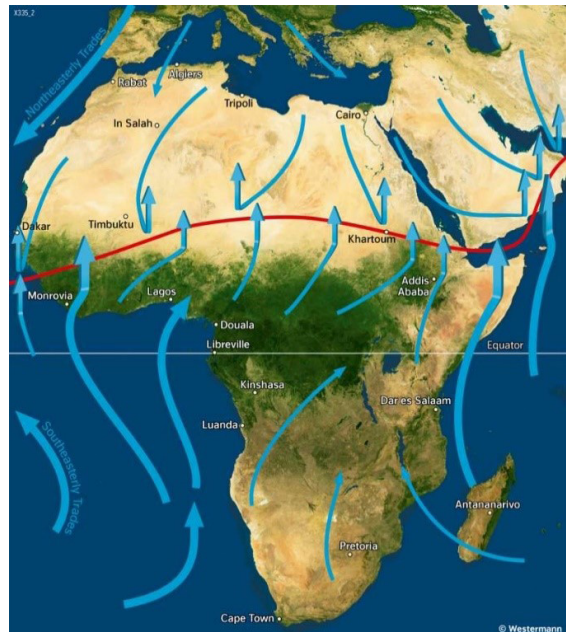 X335_2
Northeasterly Trades
Rabat
Algiers
Tripoli
In Salah
Cairo
Dakar
Timbuktu
Khartoum
Addis
Ababa
Monrovia
Lagos
Douala
Libreville
Equator
Kinshasa
Dar es Salaam
Luanda
Southeasterly Trades
Antananarivo
Pretoria
Cape Town
© Westermann